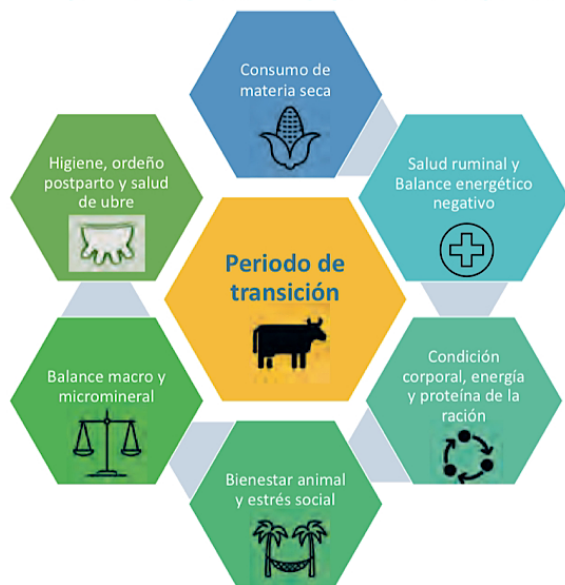 Consumo de
materia seca
Salud ruminal y
Balance energético
negativo
Condición
corporal, energía
y proteína de la
ración
Bienestar animal
y estrés social
Balance macro y
micromineral
Higiene, ordeño
postparto y salud
de ubre
Periodo de
transición